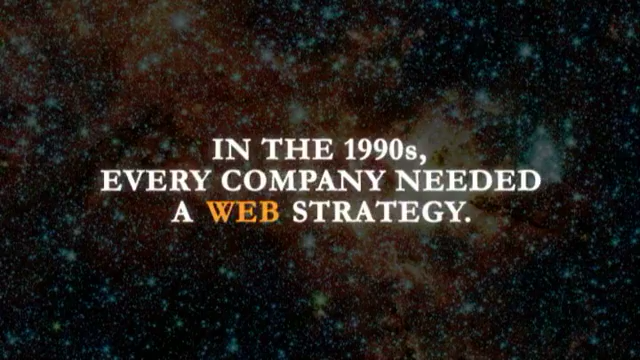 IN THE 1990s,
EVERY COMPANY NEEDED
A WEB STRATEGY.